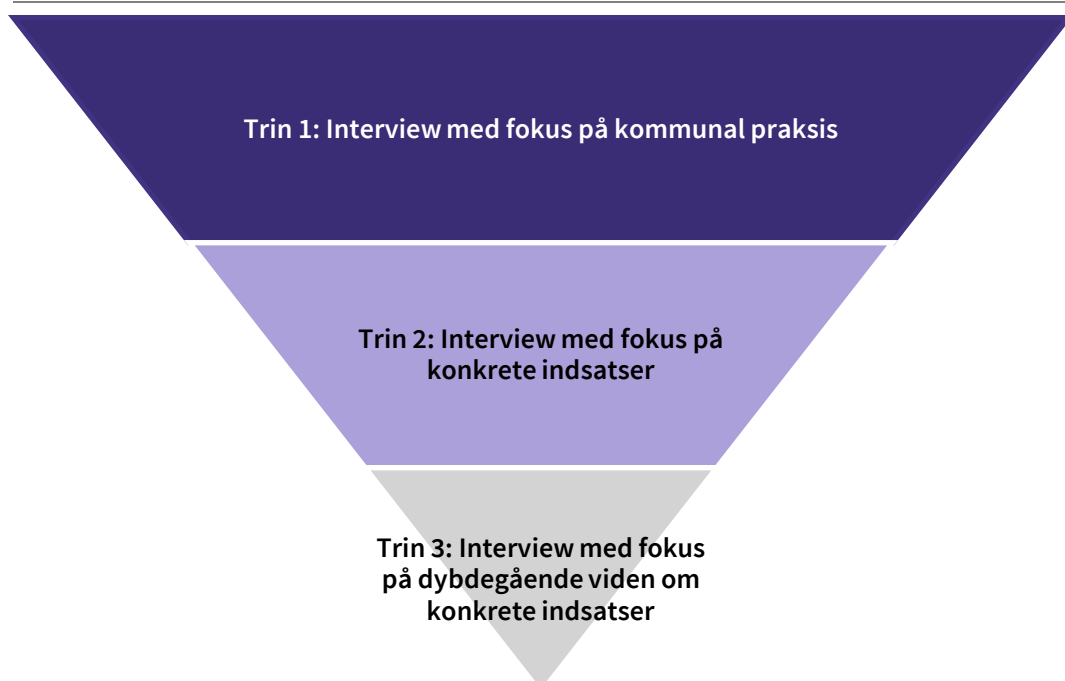 Trin 1: Interview med fokus på kommunal praksis
Trin 2: Interview med fokus på
konkrete indsatser
Trin 3: Interview med fokus
på dybdegående viden om
konkrete indsatser